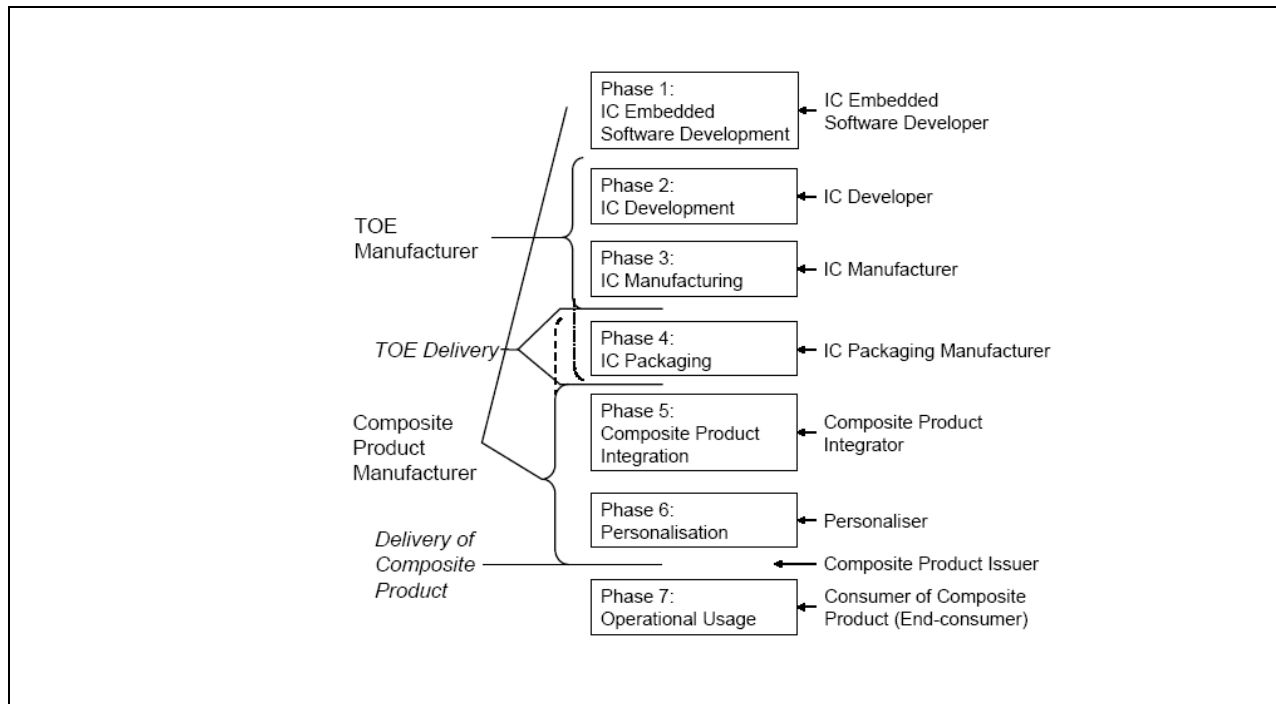 Phase 1:
IC Embedded
Software Development
IC Embedded
Software Developer
Phase 2:
IC Development
IC Developer
TOE
Manufacturer
Phase 3:
IC Manufacturing
IC Manufacturer
TOE Delivery
Phase 4:
IC Packaging
IC Packaging Manufacturer
Composite
Product
Manufacturer
Phase 5:
Composite Product
Integration
Composite Product
Integrator
Phase 6:
Personalisation
Personaliser
Delivery of
Composite
Product
Composite Product Issuer
Phase 7:
Operational Usage
Consumer of Composite
Product (End-consumer)